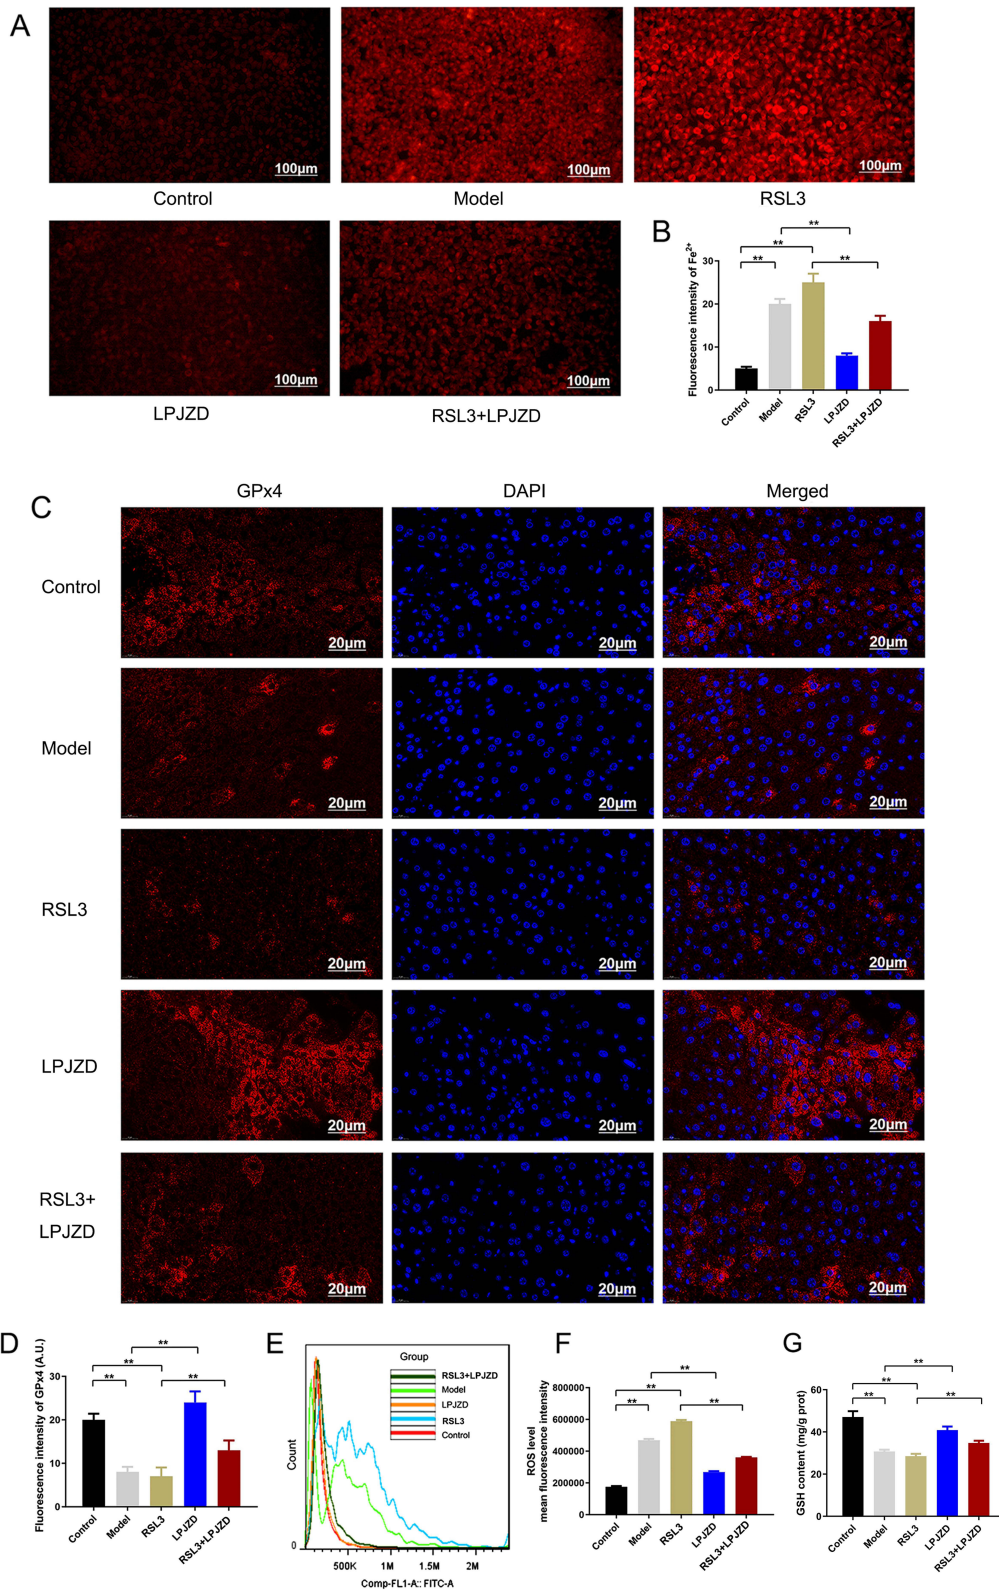 A
100μm
100μm
100μm
Control
Model
RSL3
100μm
100μm
LPJZD
RSL3+LPJZD
B
Fluorescence intensity of Fe2+
30
20
10
0
**
**
**
**
Control
Model
RSL3
LPJZD
RSL3+LPJZD
C
GPx4
DAPI
Merged
Control
20μm
20μm
20μm
Model
20μm
20μm
20μm
RSL3
20μm
20μm
20μm
LPJZD
20μm
20μm
20μm
RSL3+
LPJZD
20μm
20μm
20μm
D
Fluorescence intensity of GPx4 (A.U.)
30
20
10
0
**
**
**
**
Control
Model
RSL3
LPJZD
RSL3+LPJZD
E
Group
RSL3+LPJZD
Model
LPJZD
RSL3
Control
Count
0
500K
1M
1.5M
2M
Comp-FL1-A:: FITC-A
F
ROS level
mean fluorescence intensity
800000
600000
400000
200000
0
**
**
**
**
Control
Model
RSL3
LPJZD
RSL3+LPJZD
G
GSH content (mg/g prot)
60
40
20
0
**
**
**
**
Control
Model
RSL3
LPJZD
RSL3+LPJZD